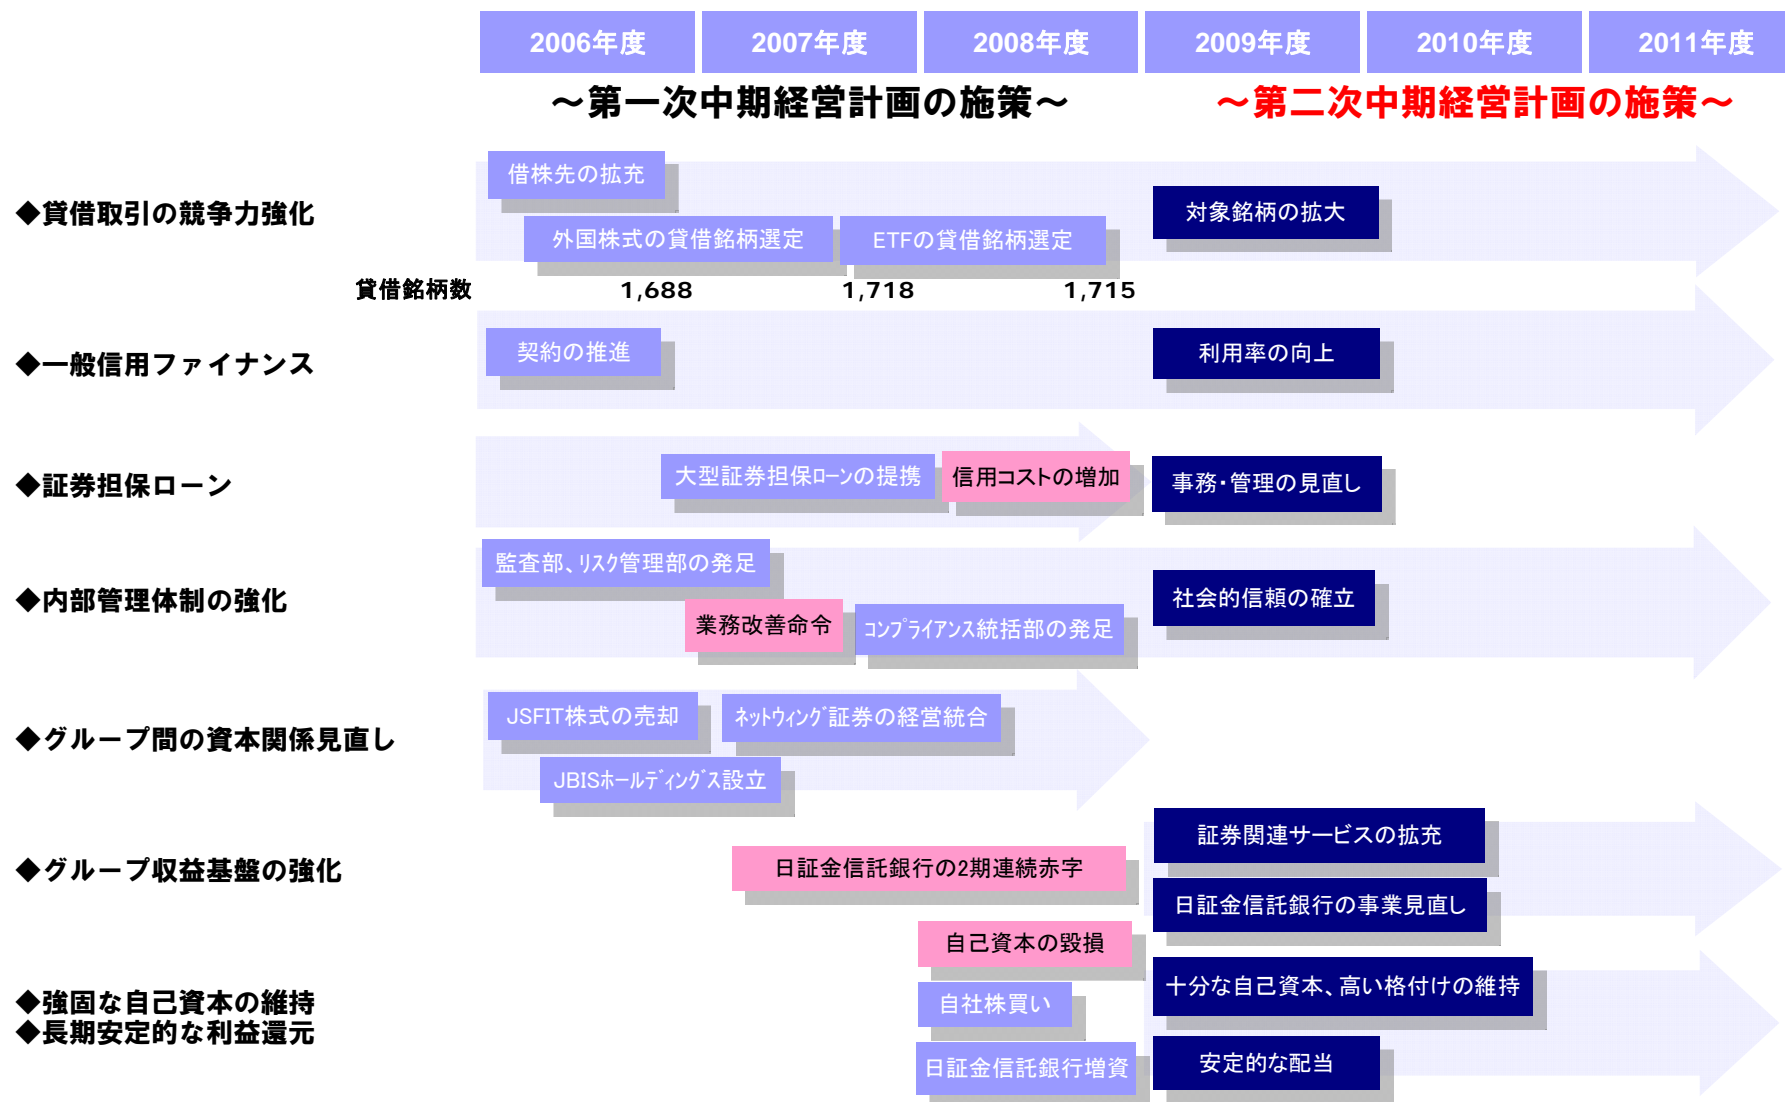 2006年度
2007年度
2008年度
2009年度
2010年度
2011年度
～第一次中期経営計画の施策～
～第二次中期経営計画の施策～
◆貸借取引の競争力強化
借株先の拡充
外国株式の貸借銘柄選定
ETFの貸借銘柄選定
対象銘柄の拡大
貸借銘柄数
1,688
1,718
1,715
◆一般信用ファイナンス
契約の推進
利用率の向上
◆証券担保ローン
大型証券担保ﾛｰﾝの提携
信用コストの増加
事務・管理の見直し
◆内部管理体制の強化
監査部、ﾘｽｸ管理部の発足
業務改善命令
ｺﾝﾌﾟﾗｲｱﾝｽ統括部の発足
社会的信頼の確立
◆グループ間の資本関係見直し
JSFIT株式の売却
ﾈｯﾄｳｨﾝｸﾞ証券の経営統合
JBISﾎｰﾙﾃﾞｨﾝｸﾞｽ設立
◆グループ収益基盤の強化
日証金信託銀行の2期連続赤字
証券関連サービスの拡充
日証金信託銀行の事業見直し
◆強固な自己資本の維持
◆長期安定的な利益還元
自己資本の毀損
自社株買い
日証金信託銀行増資
十分な自己資本、高い格付けの維持
安定的な配当